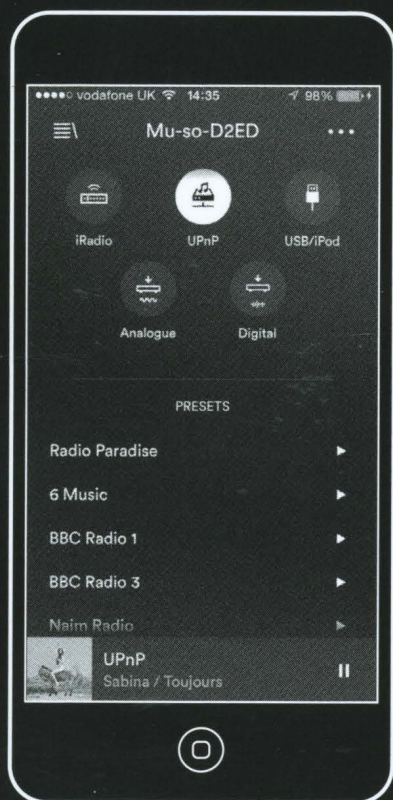 vodafone UK 14:35 98%
Mu-so-D2ED
iRadio UPnP USB/iPod
Analogue Digital
PRESETS
Radio Paradise
6 Music
BBC Radio 1
BBC Radio 3
Naim Radio
UPnP
Sabina / Toujours